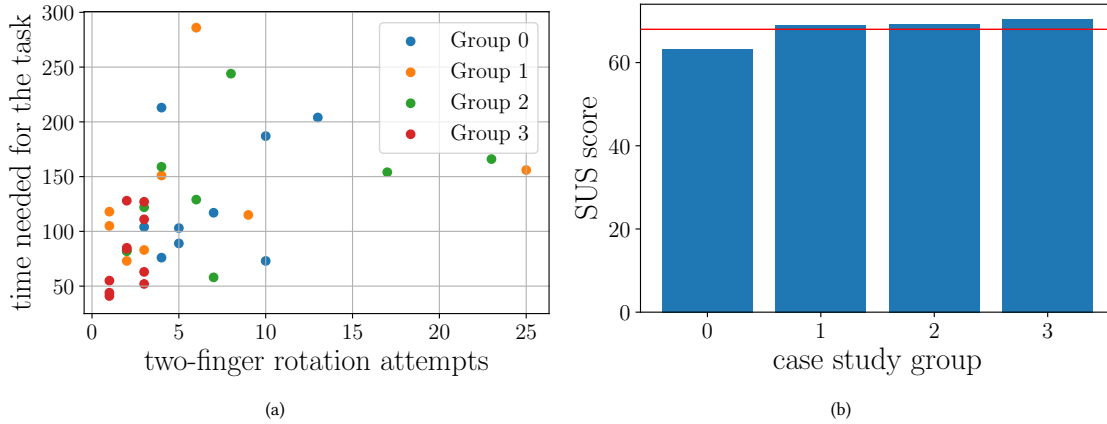 300
250
200
150
100
50
0
5
10
15
20
25
time needed for the task
two-finger rotation attempts
Group 0
Group 1
Group 2
Group 3
(a)
60
40
20
0
0
1
2
3
SUS score
case study group
(b)